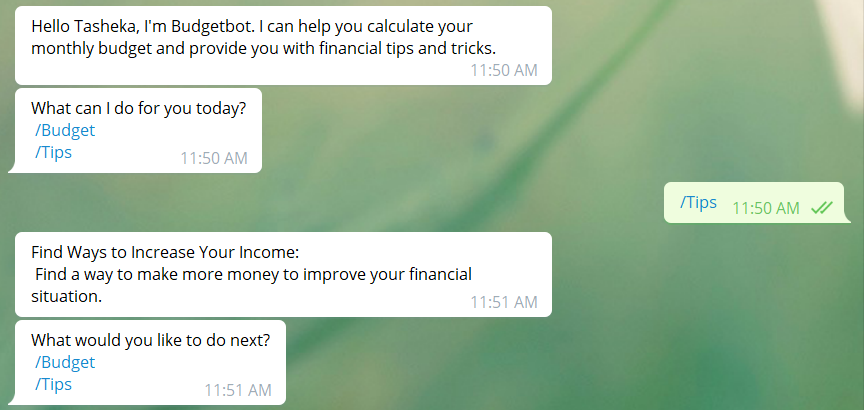 Hello Tasheka, I'm Budgetbot. I can help you calculate your
monthly budget and provide you with financial tips and tricks.
11:50 AM
What can I do for you today?
/Budget
/Tips
11:50 AM
/Tips 11:50 AM
Find Ways to Increase Your Income:
Find a way to make more money to improve your financial
situation.
11:51 AM
What would you like to do next?
/Budget
/Tips
11:51 AM